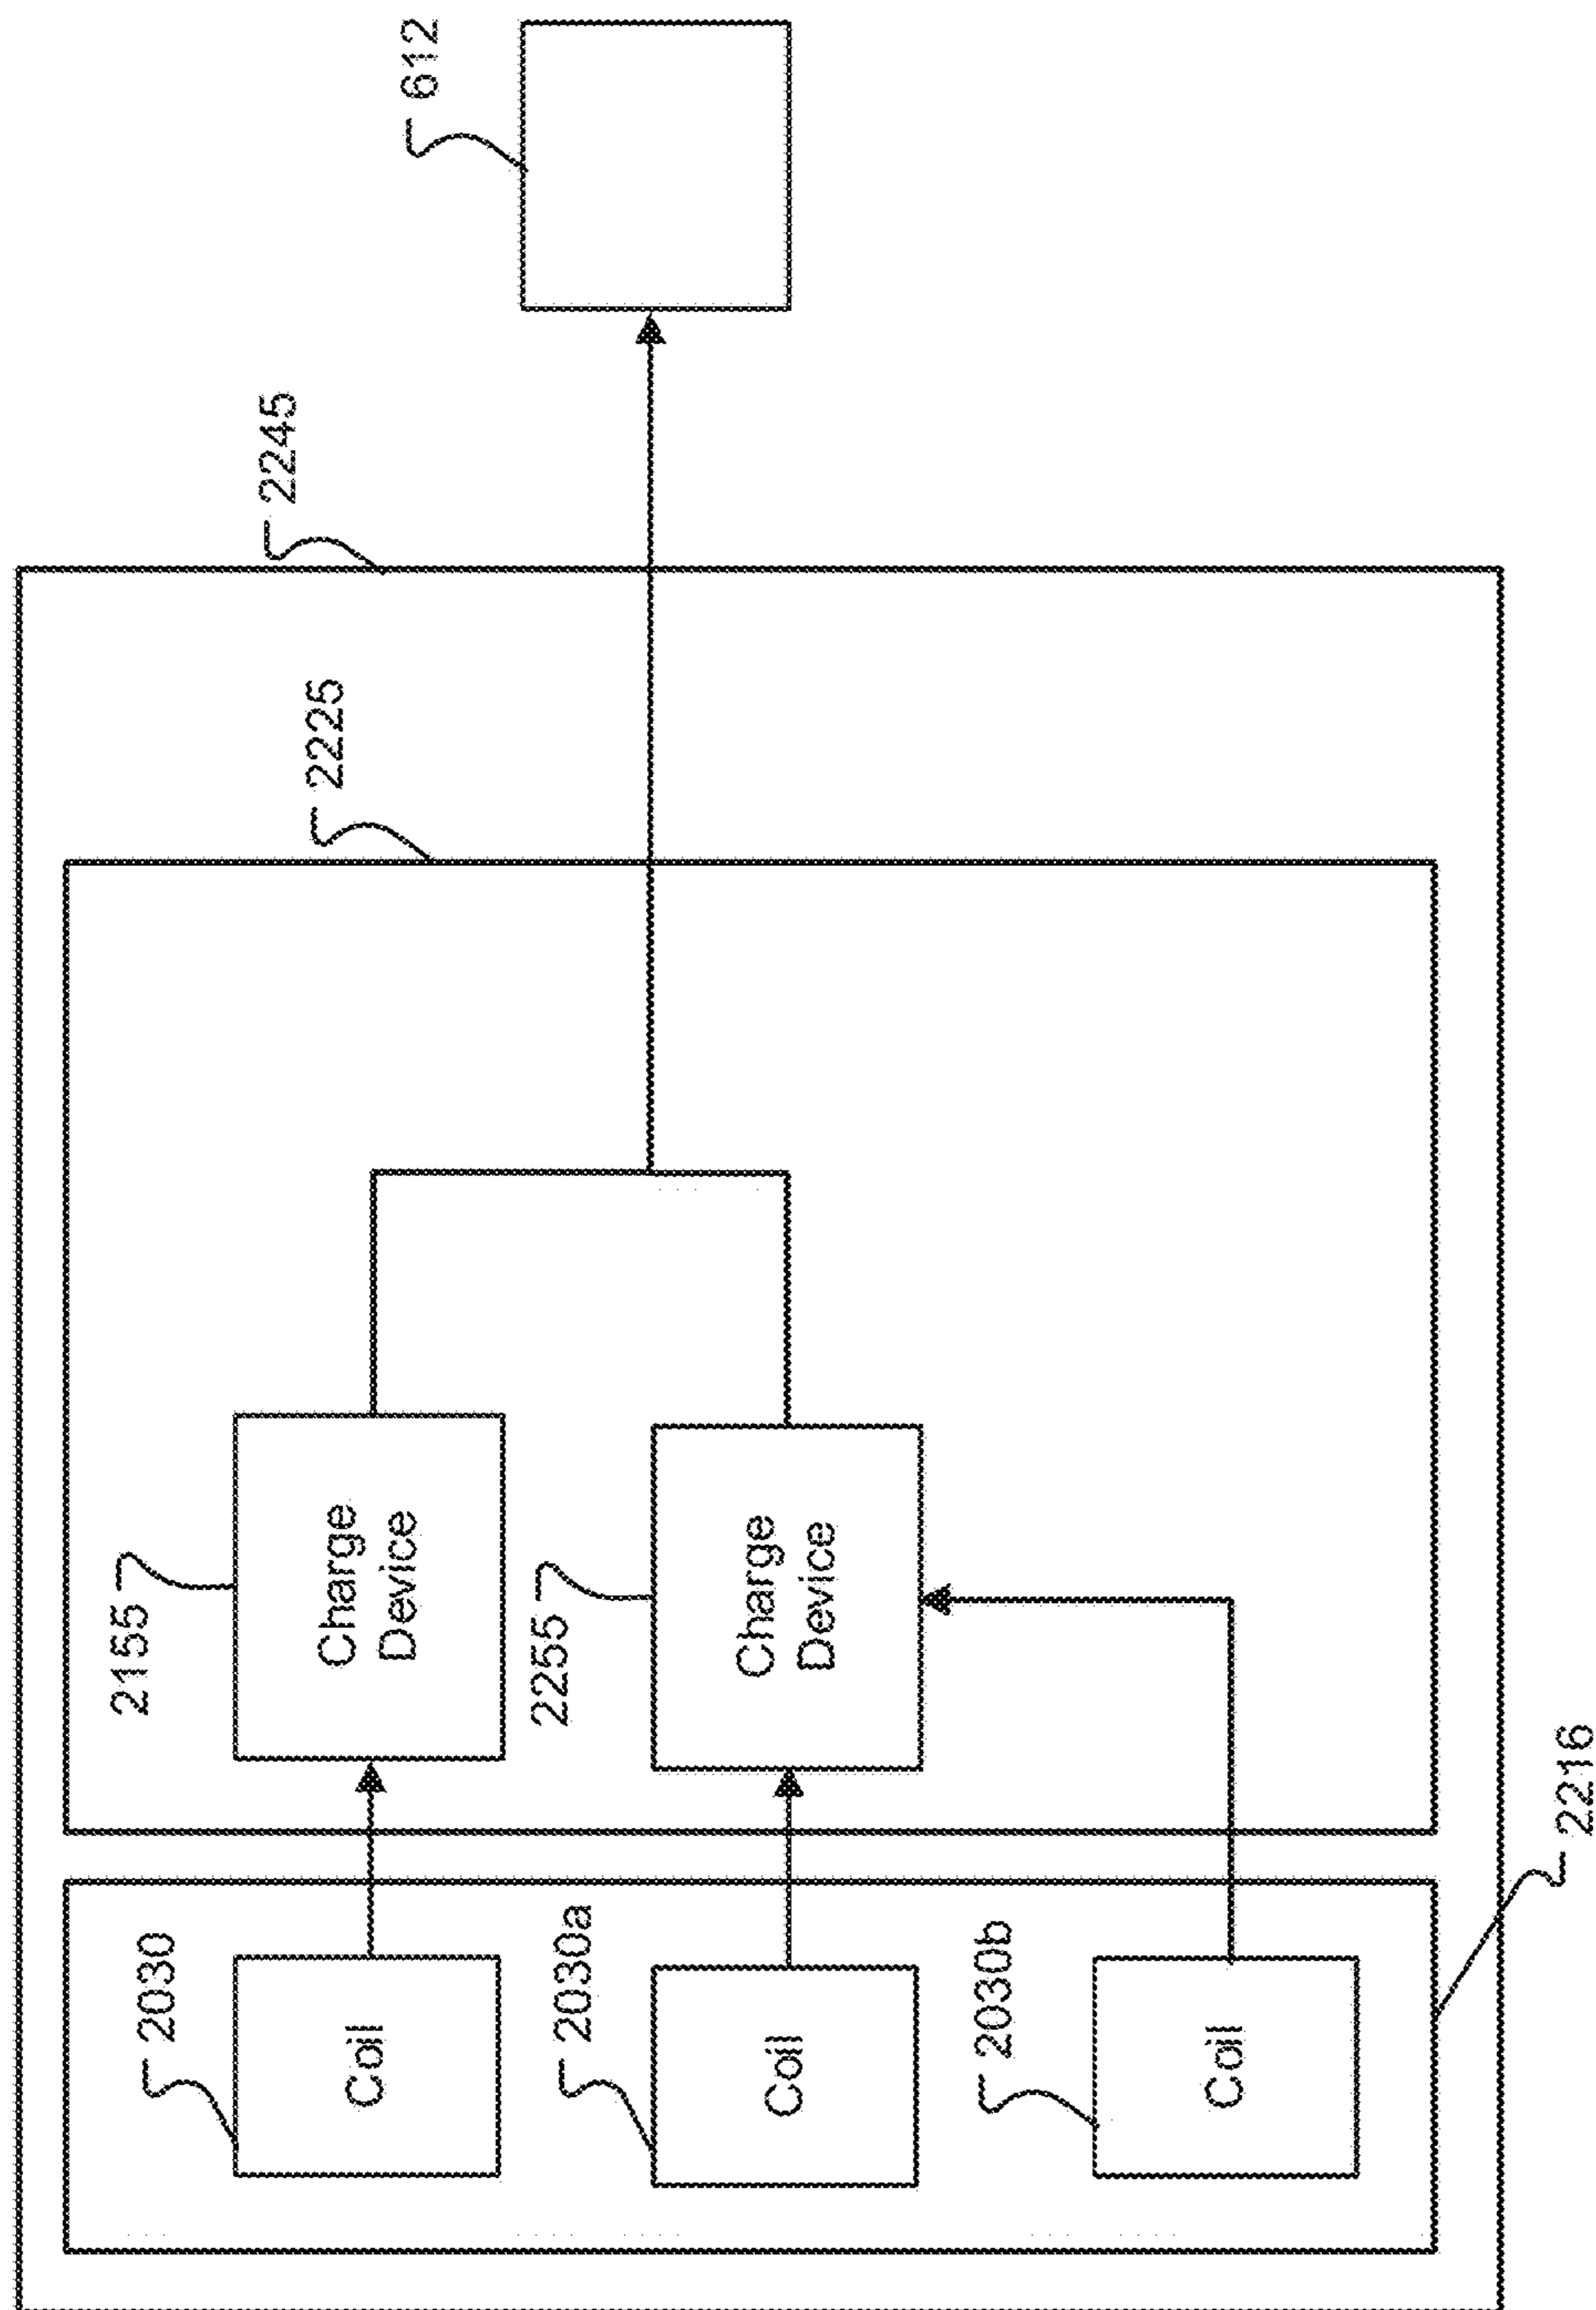 2030
Coil
2030a
Coil
2030b
Coil
2216
2155
Charge
Device
2255
Charge
Device
2225
2245
612